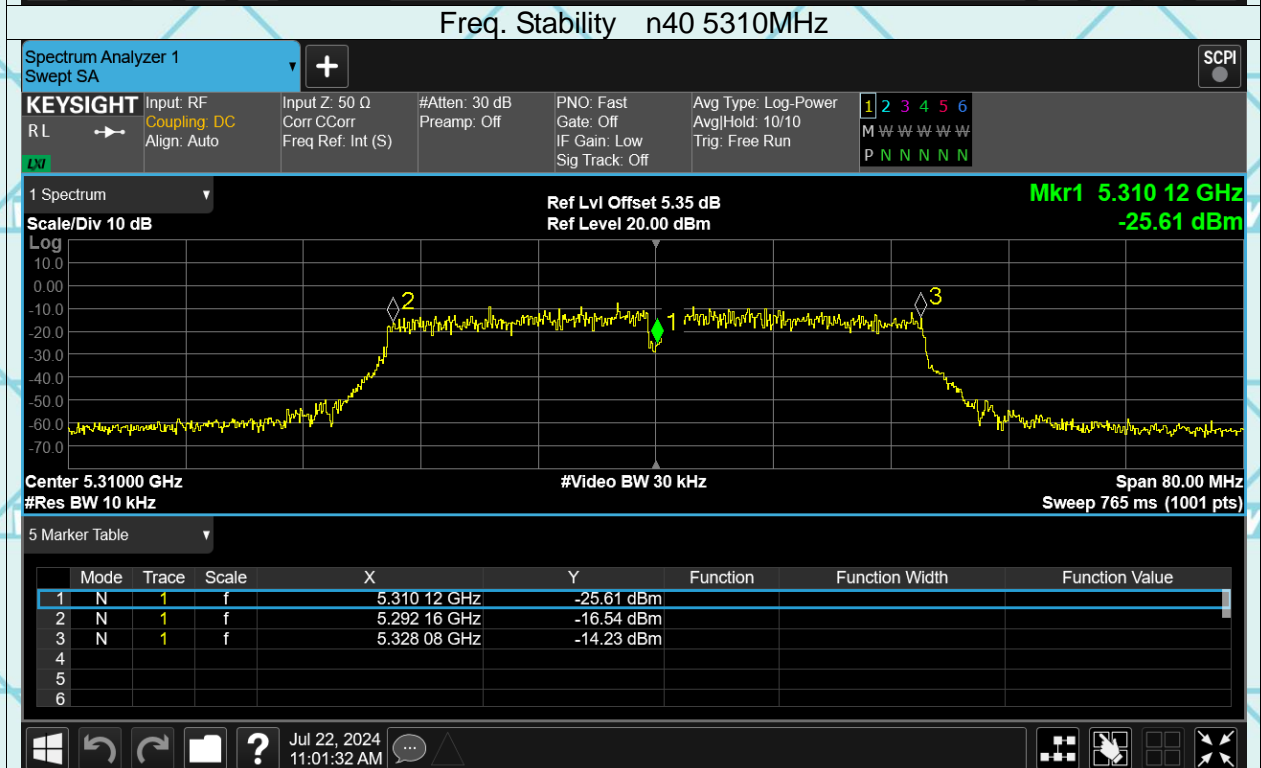 Freq. Stability n40 5310MHz
Spectrum Analyzer 1
Swept SA
SCPI
KEYSIGHT
R L
LXI
Input: RF
Coupling: DC
Align: Auto
Input Z: 50 Ω
Corr CCorr
Freq Ref: Int (S)
#Atten: 30 dB
Preamp: Off
PNO: Fast
Gate: Off
IF Gain: Low
Sig Track: Off
Avg Type: Log-Power
Avg|Hold: 10/10
Trig: Free Run
1 2 3 4 5 6
M W W W W W
P N N N N N
1 Spectrum
Scale/Div 10 dB
Ref Lvl Offset 5.35 dB
Ref Level 20.00 dBm
Mkr1 5.310 12 GHz
-25.61 dBm
Log
10.0
0.00
-10.0
-20.0
-30.0
-40.0
-50.0
-60.0
-70.0
2
1
3
Center 5.31000 GHz
#Video BW 30 kHz
Span 80.00 MHz
#Res BW 10 kHz
Sweep 765 ms (1001 pts)
5 Marker Table
Mode Trace Scale X Y Function Function Width Function Value
1 N 1 f 5.310 12 GHz -25.61 dBm
2 N 1 f 5.292 16 GHz -16.54 dBm
3 N 1 f 5.328 08 GHz -14.23 dBm
4
5
6
?
Jul 22, 2024
11:01:32 AM